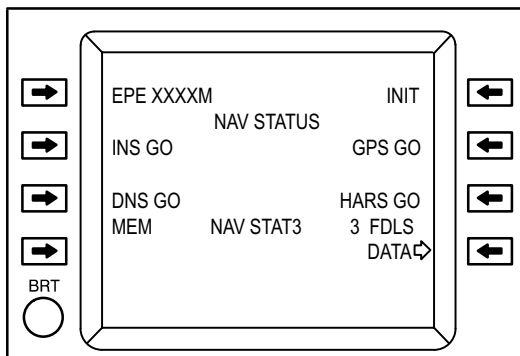 EPE XXXXM INIT
NAV STATUS
INS GO GPS GO
DNS GO HARS GO
MEM NAV STAT3 3 FDLS
DATA
BRT